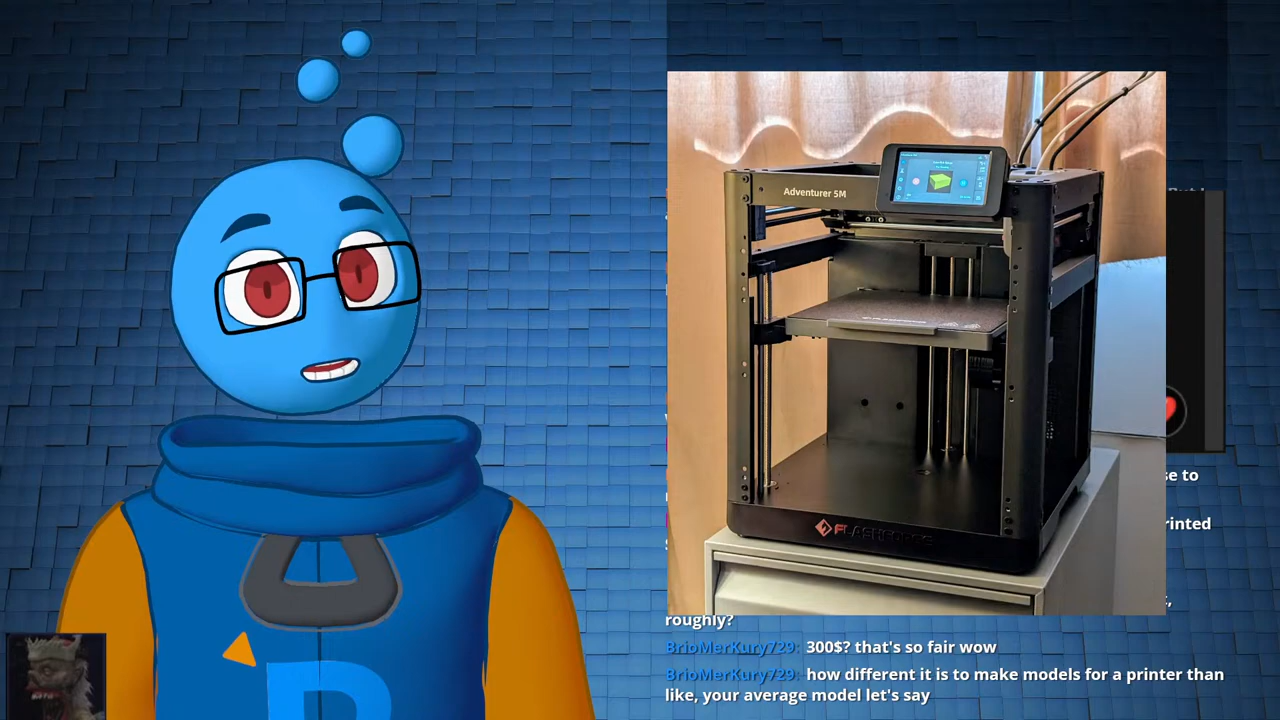 Adventurer 5M
FLASHFORGE
se to
rinted
roughly?
BrioMerKury729: 300$? that's so fair wow
BrioMerKury729: how different it is to make models for a printer than
like, your average model let's say